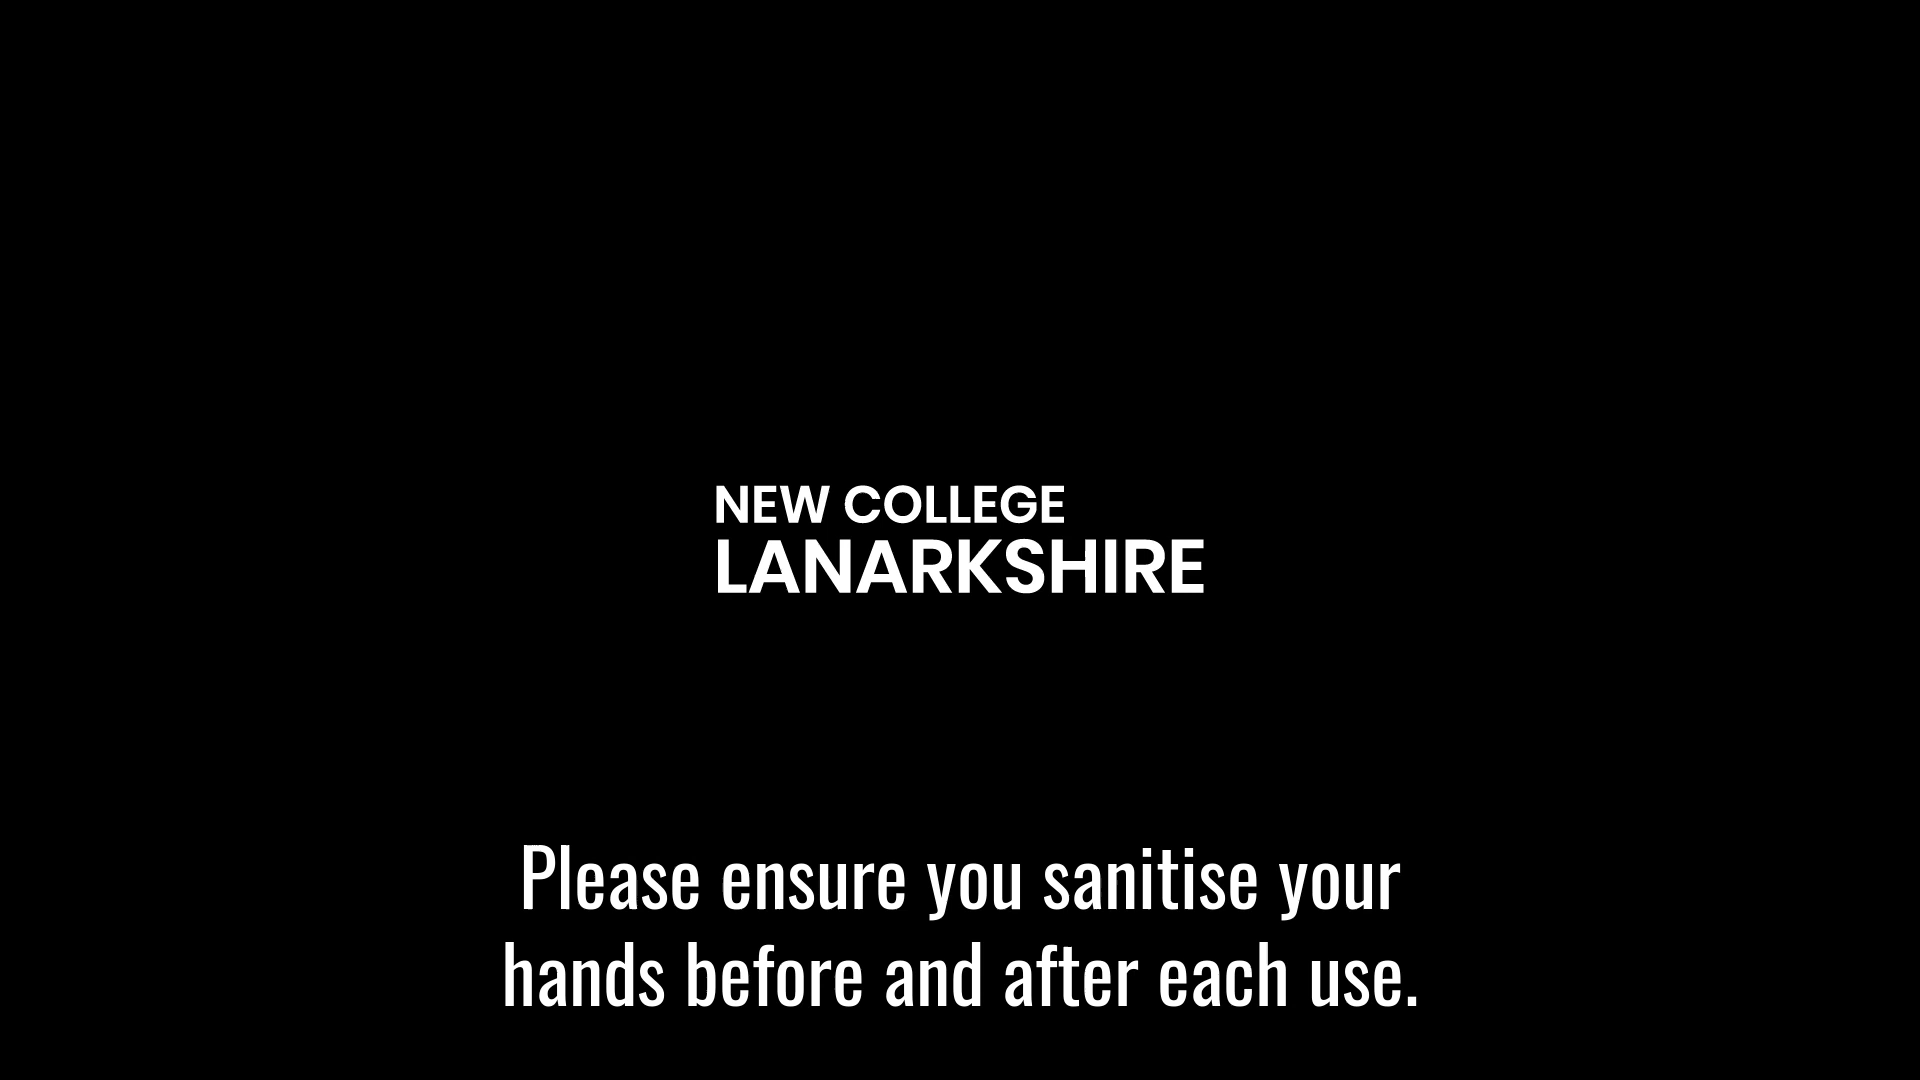 NEW COLLEGE
LANARKSHIRE
Please ensure you sanitise your
hands before and after each use.